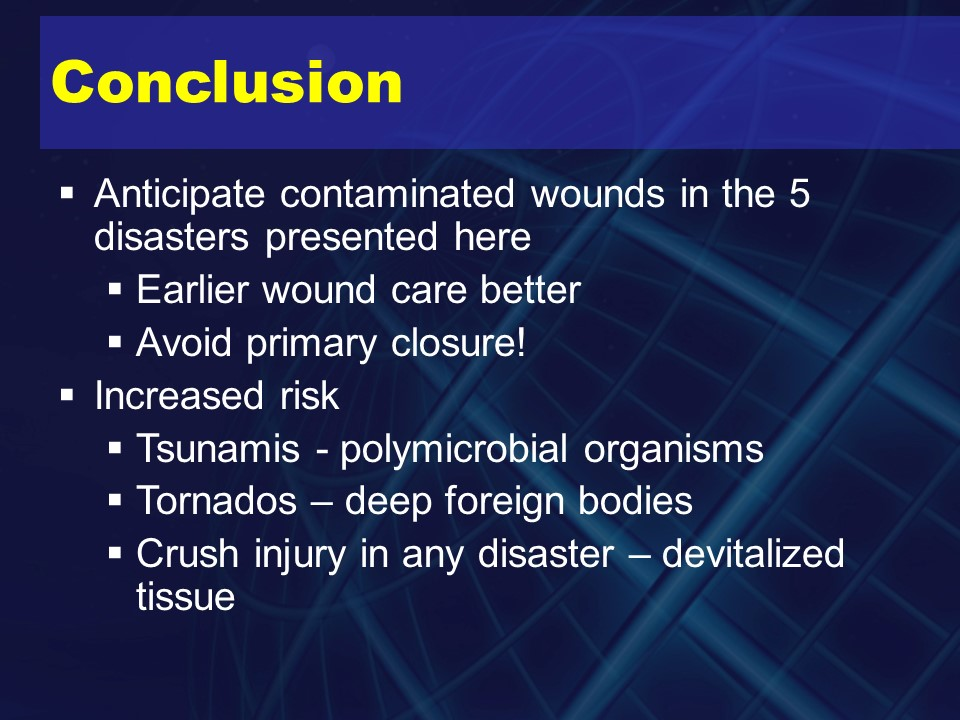 Conclusion
▪ Anticipate contaminated wounds in the 5
disasters presented here
▪ Earlier wound care better
▪ Avoid primary closure!
▪ Increased risk
▪ Tsunamis - polymicrobial organisms
▪ Tornados – deep foreign bodies
▪ Crush injury in any disaster – devitalized
tissue